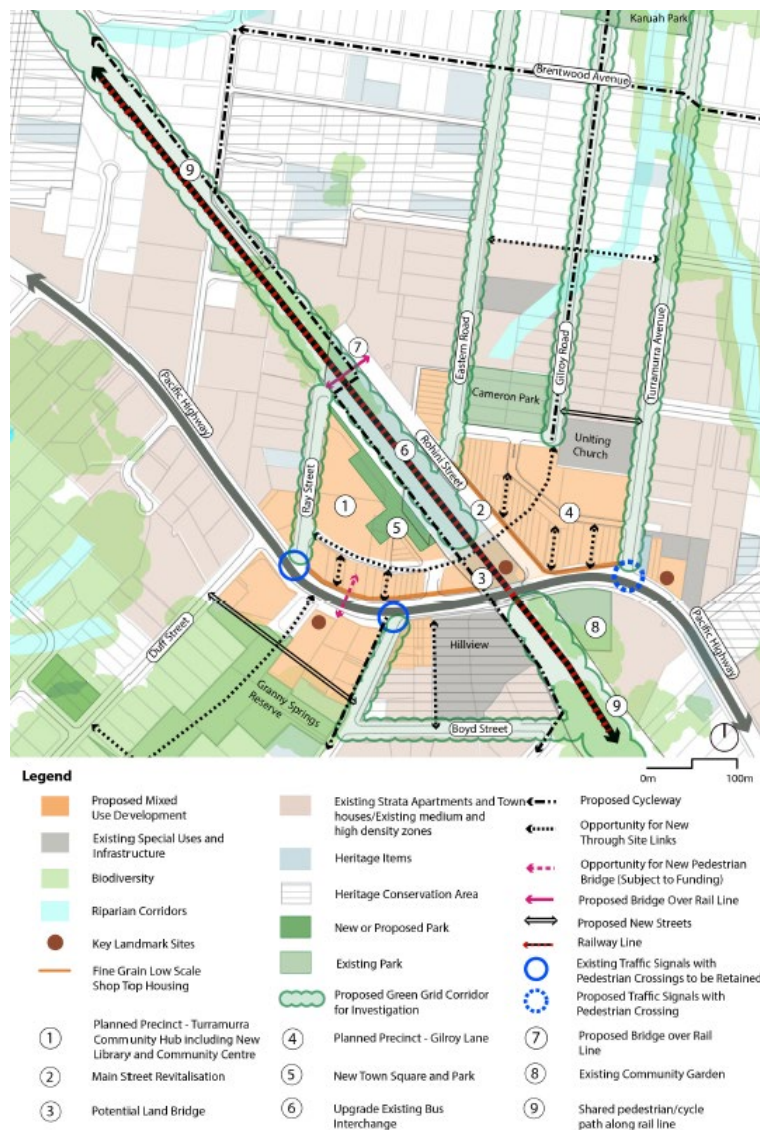 Karuah Park
Brentwood Avenue
9
7
Eastern Road
Gilroy Road
Turramurra Avenue
Pacific Highway
Cameron Park
Rohini Street
6
Uniting
Church
Ray Street
1
2
4
5
3
Hillview
8
Duff Street
Granny Springs
Reserve
Boyd Street
9
Pacific Highway
0m
100m
Legend
Proposed Mixed
Use Development
Existing Special Uses and
Infrastructure
Biodiversity
Riparian Corridors
Key Landmark Sites
Fine Grain Low Scale
Shop Top Housing
Existing Strata Apartments and Town
houses/Existing medium and
high density zones
Heritage Items
Heritage Conservation Area
New or Proposed Park
Existing Park
Proposed Green Grid Corridor
for Investigation
Proposed Cycleway
Opportunity for New
Through Site Links
Opportunity for New Pedestrian
Bridge (Subject to Funding)
Proposed Bridge Over Rail Line
Proposed New Streets
Railway Line
Existing Traffic Signals with
Pedestrian Crossings to be Retained
Proposed Traffic Signals with
Pedestrian Crossing
1
Planned Precinct - Turramurra
Community Hub including New
Library and Community Centre
2
Main Street Revitalisation
3
Potential Land Bridge
4
Planned Precinct - Gilroy Lane
5
New Town Square and Park
6
Upgrade Existing Bus
Interchange
7
Proposed Bridge over Rail
Line
8
Existing Community Garden
9
Shared pedestrian/cycle
path along rail line